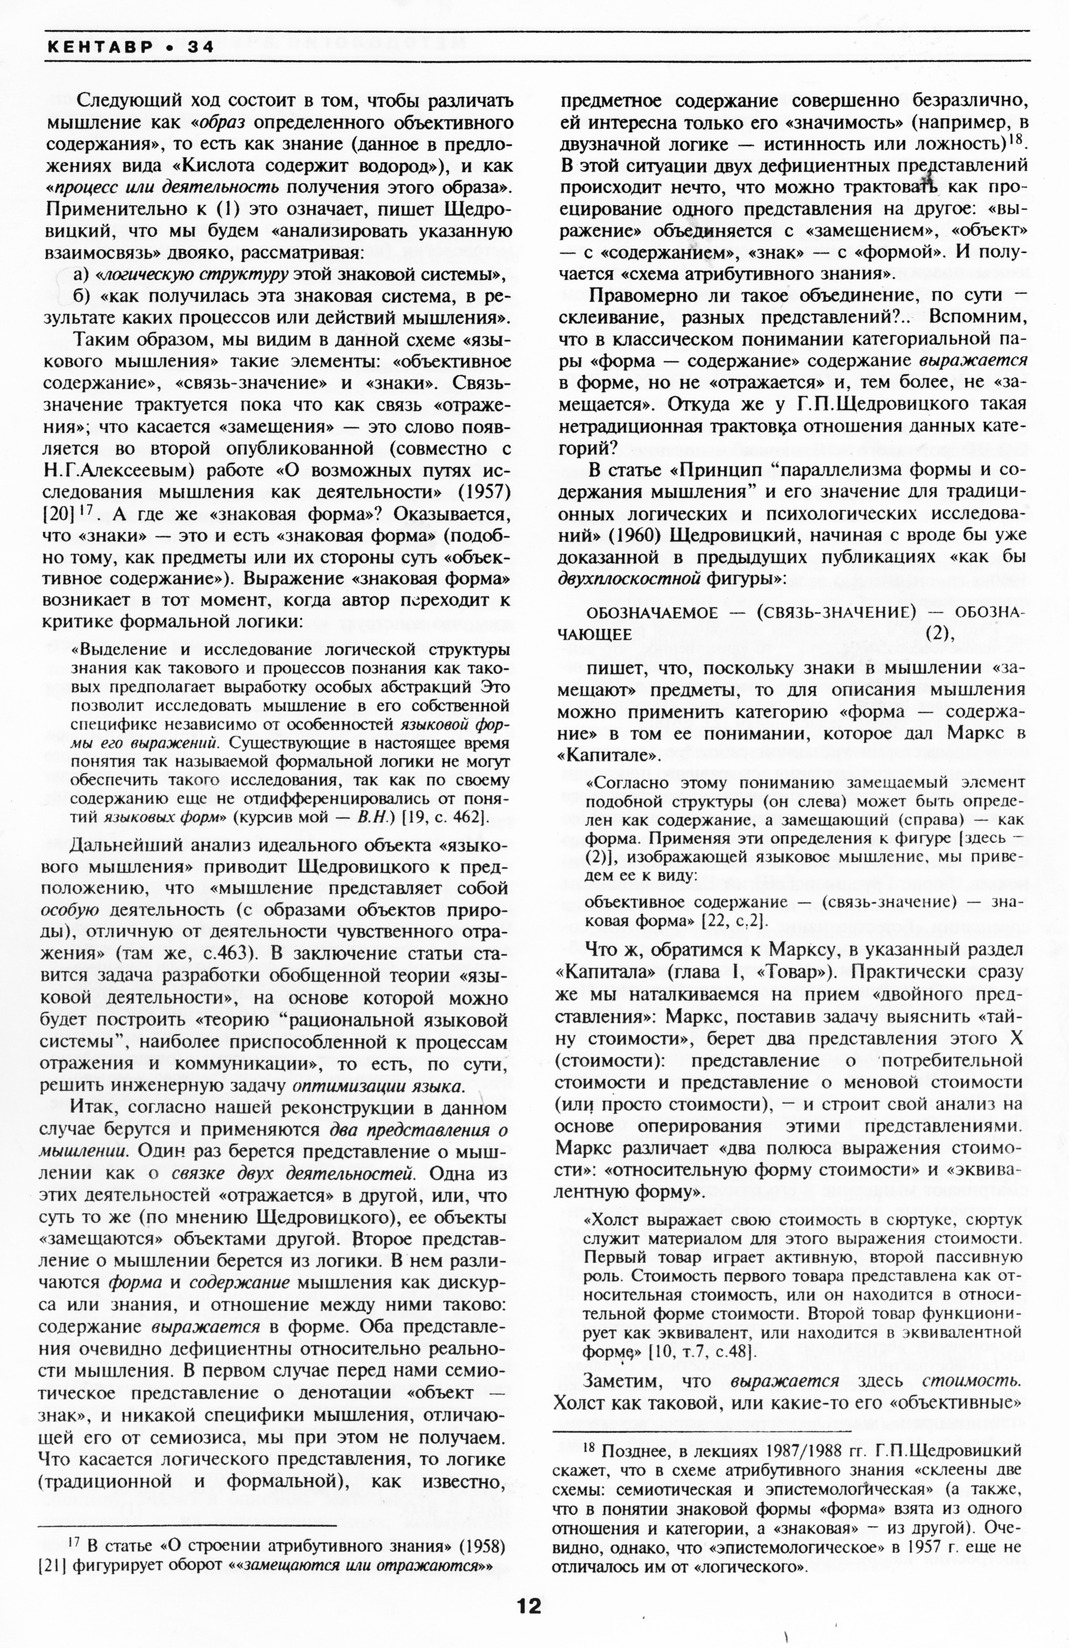 КЕНТАВР • 34
Следующий ход состоит в том, чтобы различать
мышление как «образ определенного объективного
содержания», то есть как знание (данное в предло-
жениях вида «Кислота содержит водород»), и как
«процесс или деятельность получения этого образа».
Применительно к (1) это означает, пишет Щедро-
вицкий, что мы будем «анализировать указанную
взаимосвязь» двояко, рассматривая:
а) «логическую структуру этой знаковой системы»,
б) «как получилась эта знаковая система, в ре-
зультате каких процессов или действий мышления».
Таким образом, мы видим в данной схеме «язы-
кового мышления» такие элементы: «объективное
содержание», «связь-значение» и «знаки». Связь-
значение трактуется пока что как связь «отраже-
ния»; что касается «замещения» — это слово появ-
ляется во второй опубликованной (совместно с
Н.Г.Алексеевым) работе «О возможных путях ис-
следования мышления как деятельности» (1957)
[20]17. А где же «знаковая форма»? Оказывается,
что «знаки» — это и есть «знаковая форма» (подоб-
но тому, как предметы или их стороны суть «объек-
тивное содержание»). Выражение «знаковая форма»
возникает в тот момент, когда автор переходит к
критике формальной логики:
«Выделение и исследование логической структуры
знания как такового и процессов познания как тако-
вых предполагает выработку особых абстракций Это
позволит исследовать мышление в его собственной
специфике независимо от особенностей языковой фор-
мы его выражений. Существующие в настоящее время
понятия так называемой формальной логики не могут
обеспечить такого исследования, так как по своему
содержанию еще не отдифференцировались от поня-
тий языковых форм» (курсив мой — В.Н.) [19, с. 462].
Дальнейший анализ идеального объекта «языко-
вого мышления» приводит Щедровицкого к пред-
положению, что «мышление представляет собой
особую деятельность (с образами объектов приро-
ды), отличную от деятельности чувственного отра-
жения» (там же, с.463). В заключение статьи ста-
вится задача разработки обобщенной теории «язы-
ковой деятельности», на основе которой можно
будет построить «теорию “рациональной языковой
системы”, наиболее приспособленной к процессам
отражения и коммуникации», то есть, по сути,
решить инженерную задачу оптимизации языка.
Итак, согласно нашей реконструкции в данном
случае берутся и применяются два представления о
мышлении. Один раз берется представление о мыш-
лении как о связке двух деятельностей. Одна из
этих деятельностей «отражается» в другой, или, что
суть то же (по мнению Щедровицкого), ее объекты
«замещаются» объектами другой. Второе представ-
ление о мышлении берется из логики. В нем разли-
чаются форма и содержание мышления как дискур-
са или знания, и отношение между ними таково:
содержание выражается в форме. Оба представле-
ния очевидно дефициентны относительно реально-
сти мышления. В первом случае перед нами семио-
тическое представление о денотации «объект —
знак», и никакой специфики мышления, отличаю-
щей его от семиозиса, мы при этом не получаем.
Что касается логического представления, то логике
(традиционной и формальной), как известно,
17 В статье «О строении атрибутивного знания» (1958)
[21] фигурирует оборот ««замещаются или отражаются»»
предметное содержание совершенно безразлично,
ей интересна только его «значимость» (например, в
двузначной логике — истинность или ложность)18.
В этой ситуации двух дефициентных представлений
происходит нечто, что можно трактовать как про-
ецирование одного представления на другое: «вы-
ражение» объединяется с «замещением», «объект»
— с «содержанием», «знак» — с «формой». И полу-
чается «схема атрибутивного знания».
Правомерно ли такое объединение, по сути —
склеивание, разных представлений?.. Вспомним,
что в классическом понимании категориальной па-
ры «форма — содержание» содержание выражается
в форме, но не «отражается» и, тем более, не «за-
мещается». Откуда же у Г.П.Щедровицкого такая
нетрадиционная трактовка отношения данных кате-
горий?
В статье «Принцип “параллелизма формы и со-
держания мышления” и его значение для традици-
онных логических и психологических исследова-
ний» (1960) Щедровицкий, начиная с вроде бы уже
доказанной в предыдущих публикациях «как бы
двухплоскостной фигуры»:
ОБОЗНАЧАЕМОЕ — (СВЯЗЬ-ЗНАЧЕНИЕ) — ОБОЗНА-
ЧАЮЩЕЕ (2),
пишет, что, поскольку знаки в мышлении «за-
мещают» предметы, то для описания мышления
можно применить категорию «форма — содержа-
ние» в том ее понимании, которое дал Маркс в
«Капитале».
«Согласно этому пониманию замещаемый элемент
подобной структуры (он слева) может быть опреде-
лен как содержание, а замещающий (справа) — как
форма. Применяя эти определения к фигуре [здесь —
(2)], изображающей языковое мышление, мы приве-
дем ее к виду:
объективное содержание — (связь-значение) — зна-
ковая форма» [22, с.2].
Что ж, обратимся к Марксу, в указанный раздел
«Капитала» (глава 1, «Товар»). Практически сразу
же мы наталкиваемся на прием «двойного пред-
ставления»: Маркс, поставив задачу выяснить «тай-
ну стоимости», берет два представления этого Х
(стоимости): представление о потребительной
стоимости и представление о меновой стоимости
(или просто стоимости), — и строит свой анализ на
основе оперирования этими представлениями.
Маркс различает «два полюса выражения стоимо-
сти»: «относительную форму стоимости» и «эквива-
лентную форму».
«Холст выражает свою стоимость в сюртуке, сюртук
служит материалом для этого выражения стоимости.
Первый товар играет активную, второй пассивную
роль. Стоимость первого товара представлена как от-
носительная стоимость, или он находится в относи-
тельной форме стоимости. Второй товар функциони-
рует как эквивалент, или находится в эквивалентной
форме» [10, т.7, с.48].
Заметим, что выражается здесь стоимость.
Холст как таковой, или какие-то его «объективные»
18 Позднее, в лекциях 1987/1988 гг. Г.П.Щедровицкий
скажет, что в схеме атрибутивного знания «склеены две
схемы: семиотическая и эпистемологическая» (а также,
что в понятии знаковой формы «форма» взята из одного
отношения и категории, а «знаковая» — из другой). Оче-
видно, однако, что «эпистемологическое» в 1957 г. еще не
отличалось им от «логического».
12